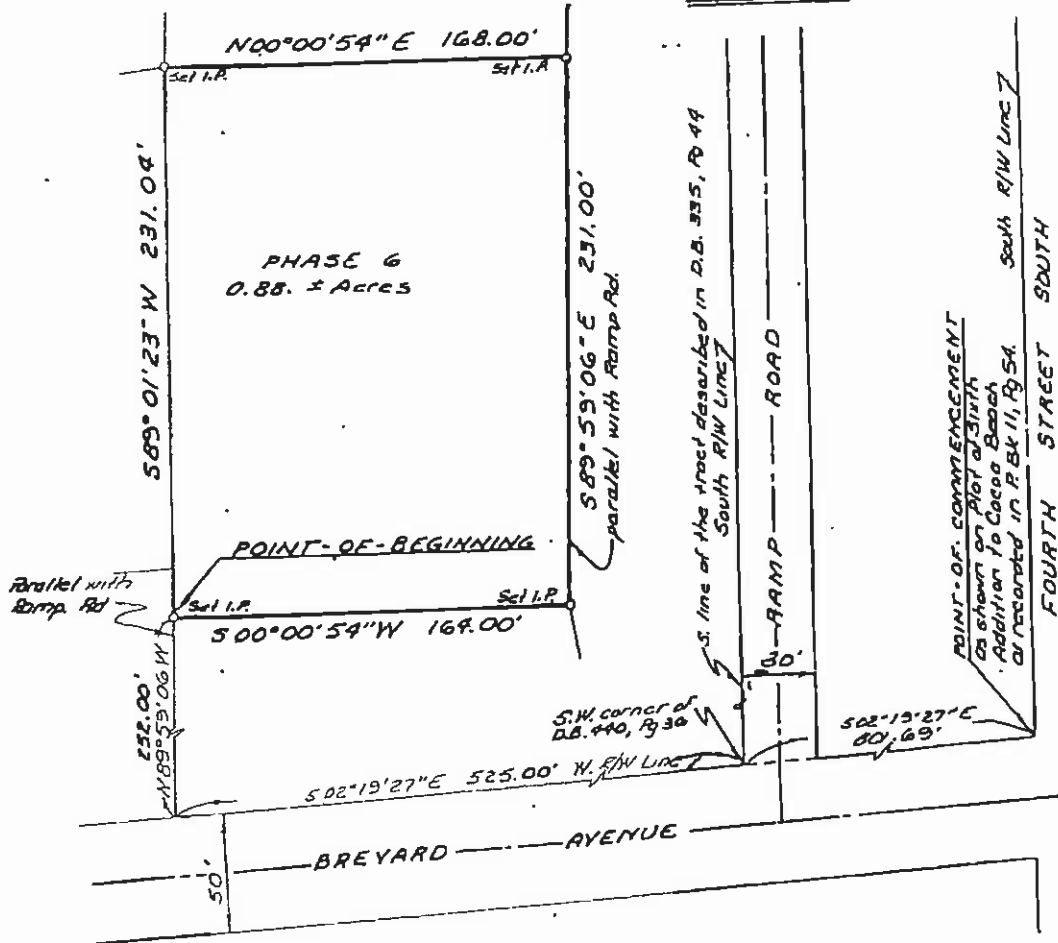 N00°00'54"E 168.00'
Set I.P.
Set I.P.
S89°01'23"W 231.04'
PHASE 6
0.88. ± Acres
S89°59'06"E 231.00'
parallel with Ramp Rd.
POINT-OF-BEGINNING
Parallel with
Ramp Rd
Set I.P.
Set I.P.
S00°00'54"W 164.00'
252.00'
N89°59'06"W
S.W. corner of
D.B. 440, Pg 36
S02°19'27"E 525.00' W. R/W Line
S. line of the tract described in D.B. 335, PG 44
South R/W Line
RAMP ROAD
30'
S02°19'27"E
801.69'
POINT-OF-COMMENCEMENT
as shown on Plat of Sixth
Addition to Cocoa Beach
as recorded in P.BK 11, Pg 54.
South R/W Line
FOURTH STREET SOUTH
BREVARD AVENUE
50'